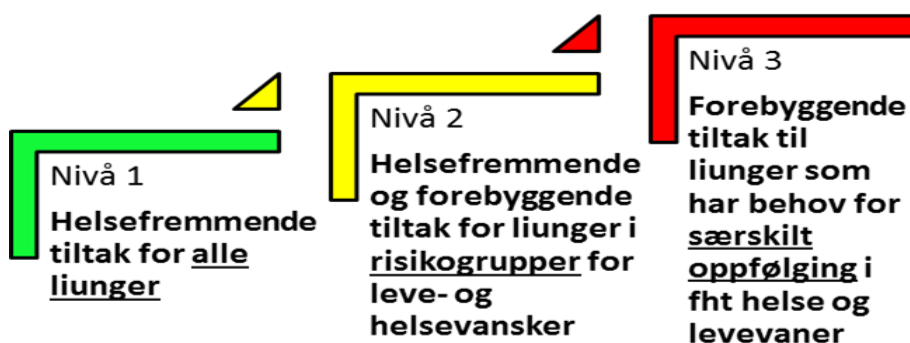 Nivå 1
Helsefremmende
tiltak for alle
liunger
Nivå 2
Helsefremmende
og forebyggende
tiltak for liunger i
risikogrupper for
leve- og
helsevansker
Nivå 3
Forebyggende
tiltak til
liunger som
har behov for
særskilt
oppfølging i
fht helse og
levevaner